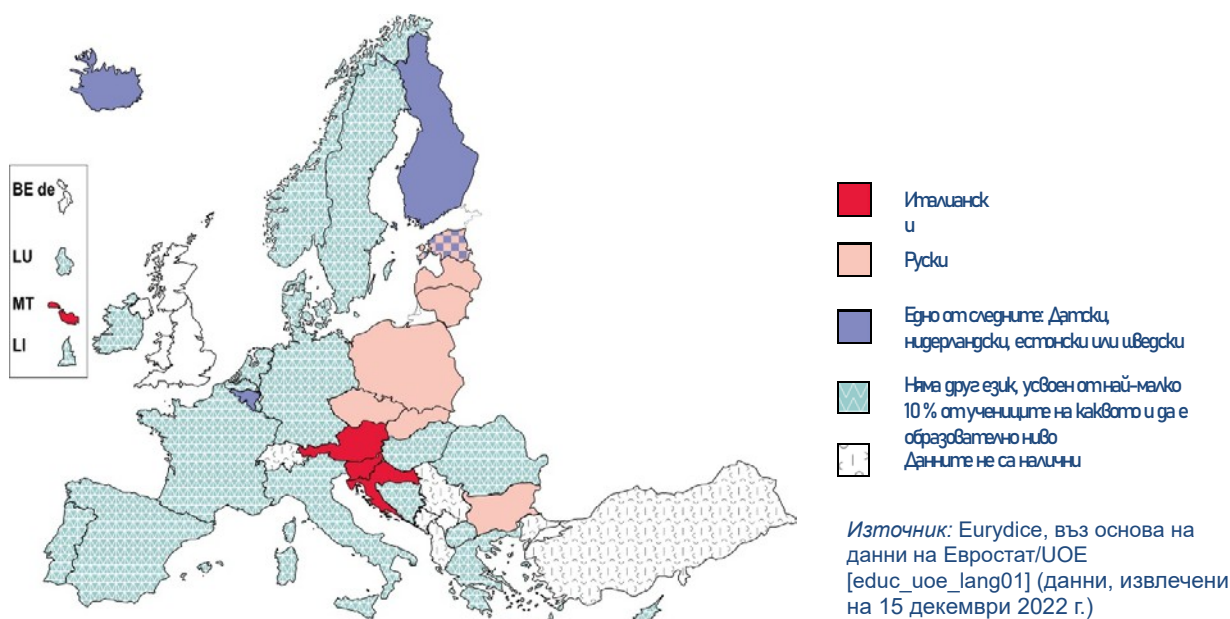 BE de
LU
MT
LI
Италианск
и
Руски
Едно от следните: Датски,
нидерландски, естонски или шведски
Няма друг език, усвоен от най-малко
10 % от учениците на каквото и да е
образователно ниво
Данните не са налични
Източник: Eurydice, въз основа на
данни на Евростат/UOE
[educ_uoe_lang01] (данни, извлечени
на 15 декември 2022 г.)